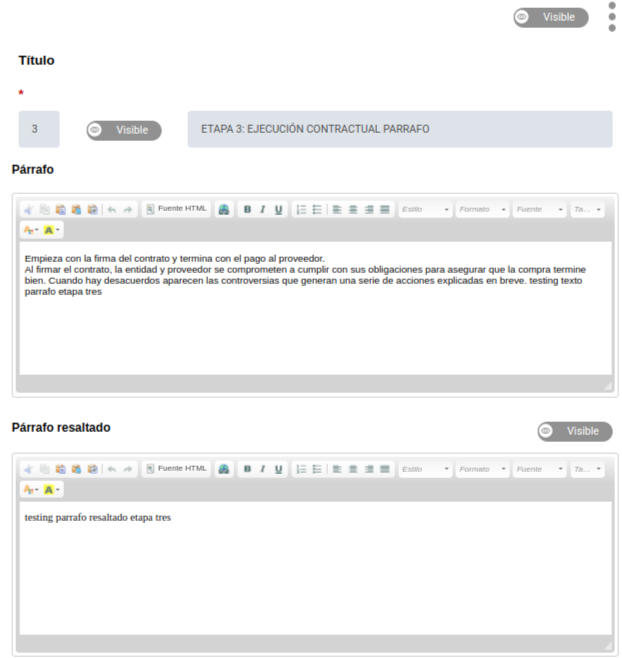 Visible
Título
*
3 Visible ETAPA 3: EJECUCIÓN CONTRACTUAL PARRAFO
Párrafo
Fuente HTML B I U Estilo Formato Fuente Ta...
A A
Empieza con la firma del contrato y termina con el pago al proveedor.
Al firmar el contrato, la entidad y proveedor se comprometen a cumplir con sus obligaciones para asegurar que la compra termine
bien. Cuando hay desacuerdos aparecen las controversias que generan una serie de acciones explicadas en breve. testing texto
parrafo etapa tres
Párrafo resaltado Visible
Fuente HTML B I U Estilo Formato Fuente Ta...
A A
testing parrafo resaltado etapa tres